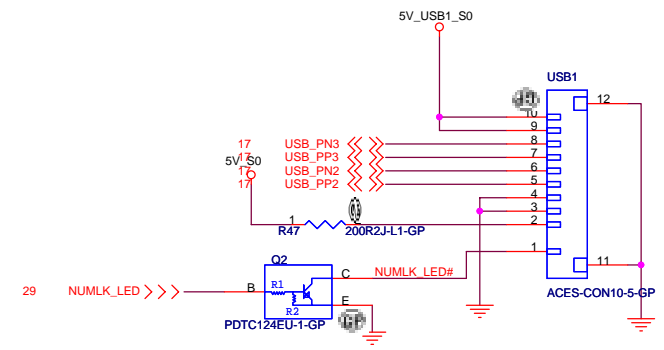 5V_USB1_S0
USB1
12
10
9
17 USB_PN3 8
17 USB_PP3 7
5V_S0
17 USB_PN2 6
17 USB_PP2 5
4
3
1 2
R47 200R2J-L1-GP
1
Q2
C NUMLK_LED#
11
29 NUMLK_LED B R1
R2 E
ACES-CON10-5-GP
PDTC124EU-1-GP
GP